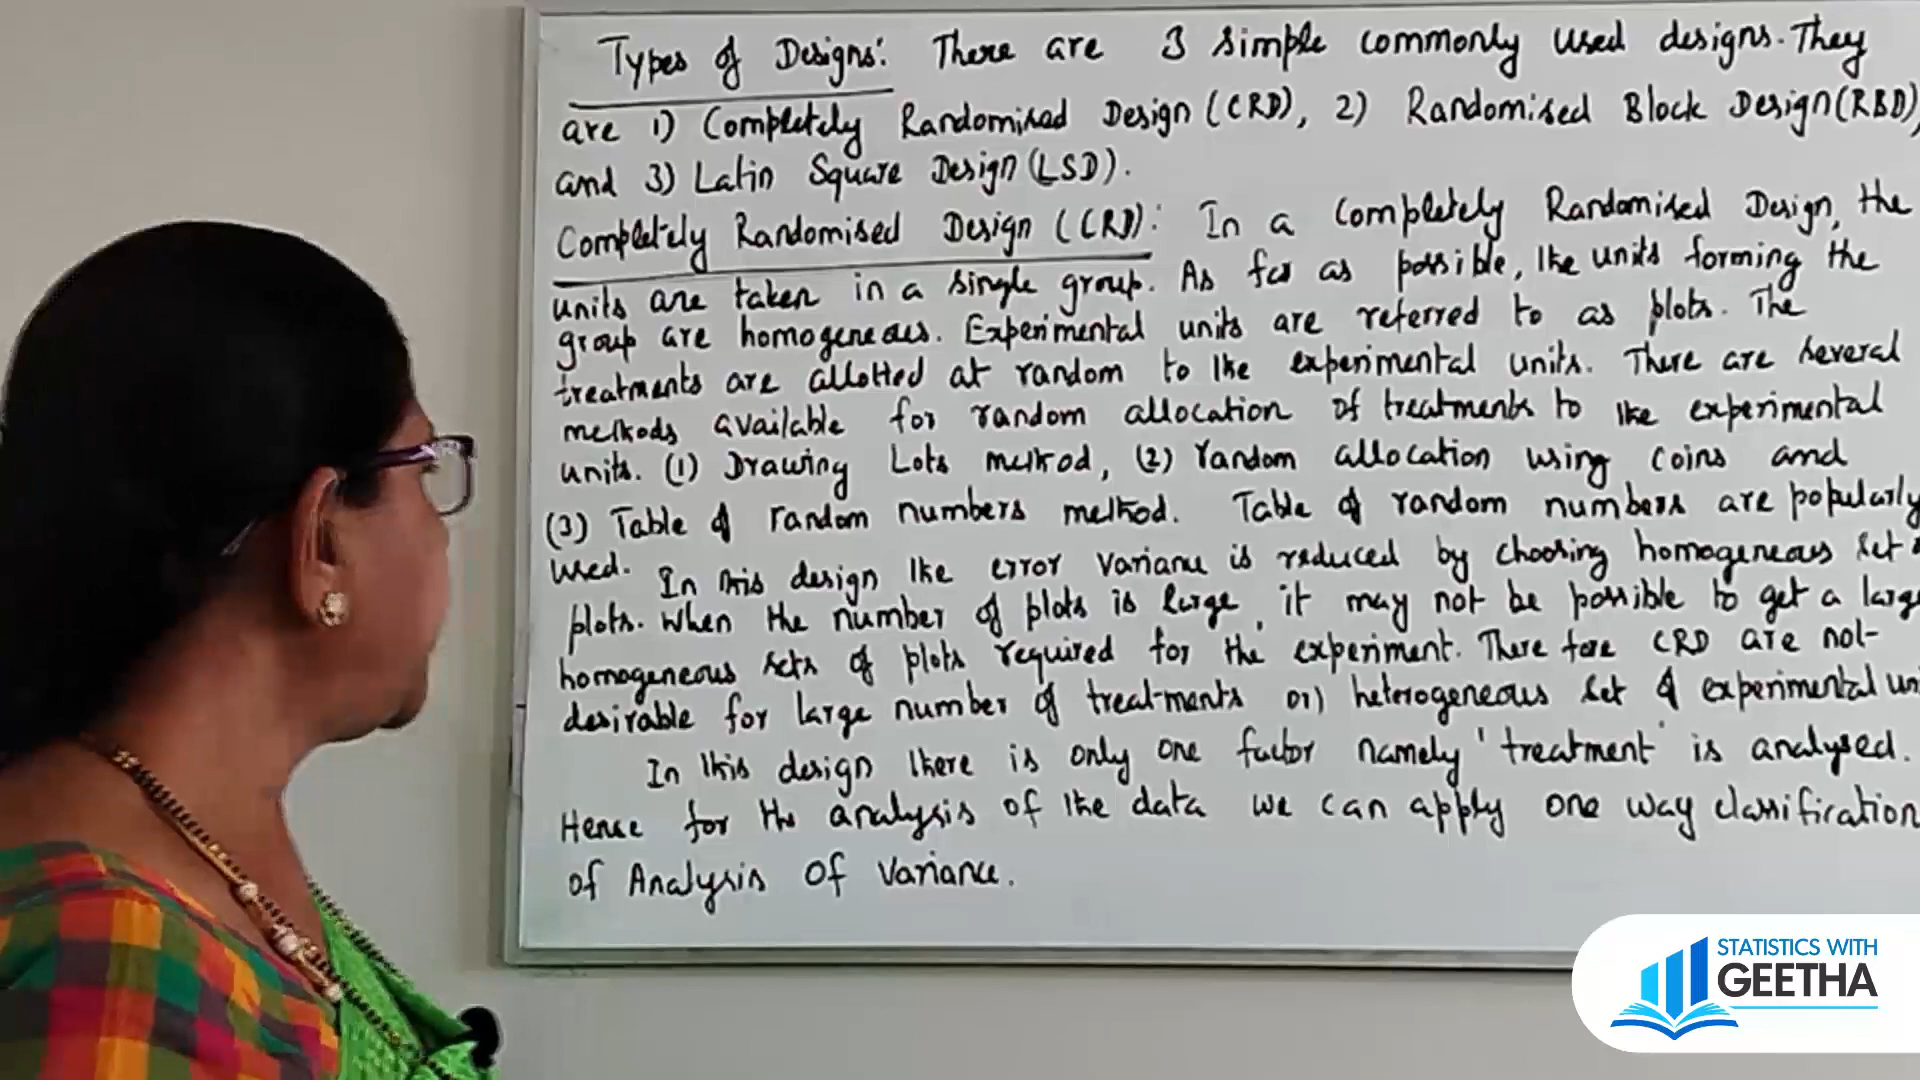 Types of Designs: There are 3 simple commonly used designs. They
are 1) Completely Randomised Design (CRD), 2) Randomised Block Design (RBD),
and 3) Latin Square Design (LSD).
Completely Randomised Design (CRD): In a Completely Randomised Design, the
units are taken in a single group. As far as possible, the units forming the
group are homogeneous. Experimental units are referred to as plots. The
treatments are allotted at random to the experimental units. There are several
methods available for random allocation of treatments to the experimental
units. (1) Drawing Lots method, (2) random allocation using coins and
(3) Table of random numbers method. Table of random numbers are popularly
used. In this design the error variance is reduced by choosing homogeneous set
plots. When the number of plots is large, it may not be possible to get a large
homogeneous sets of plots required for the experiment. There fore CRD are not-
desirable for large number of treatments or) heterogeneous set of experimental uni
In this design there is only one factor namely 'treatment' is analysed.
Hence for the analysis of the data we can apply one way classification
of Analysis of Variance.
STATISTICS WITH
GEETHA